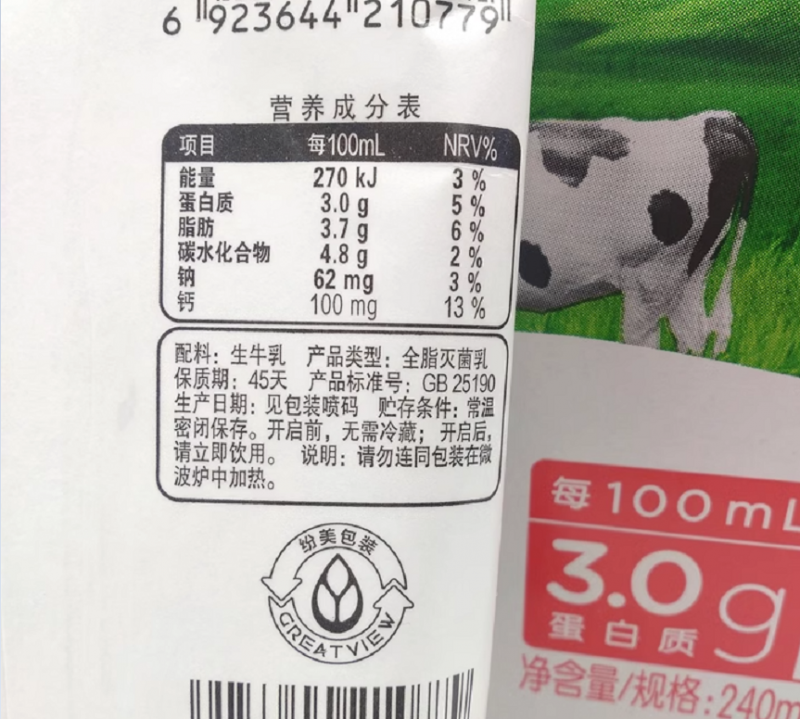 6 923644 210779
营养成分表
项目 每100mL NRV%
能量 270 kJ 3 %
蛋白质 3.0 g 5 %
脂肪 3.7 g 6 %
碳水化合物 4.8 g 2 %
钠 62 mg 3 %
钙 100 mg 13 %
配料：生牛乳 产品类型：全脂灭菌乳
保质期：45天 产品标准号：GB 25190
生产日期：见包装喷码 贮存条件：常温
密闭保存。开启前，无需冷藏；开启后，
请立即饮用。 说明：请勿连同包装在微
波炉中加热。
纷美包装
GREATVIEW
每100mL
3.0g
蛋白质
净含量/规格：240m